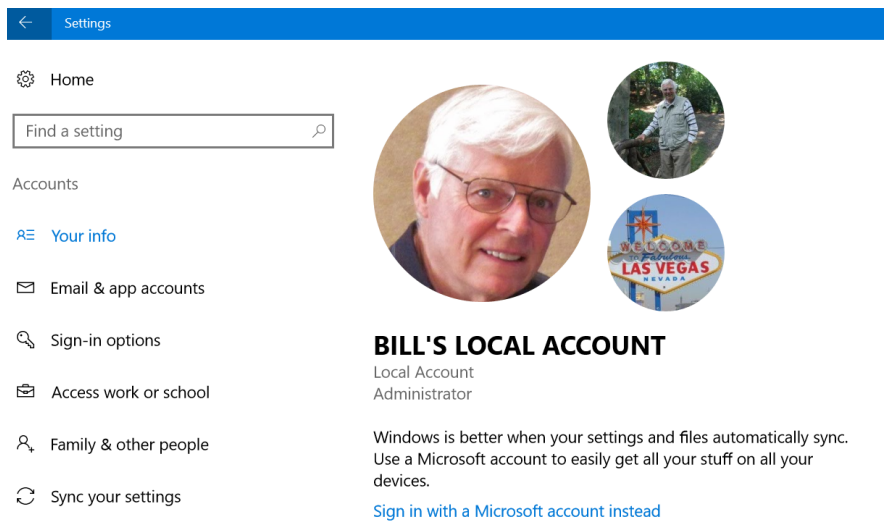 Settings
Home
Find a setting
Accounts
Your info
Email & app accounts
Sign-in options
Access work or school
Family & other people
Sync your settings
WELCOME
TO Fabulous
LAS VEGAS
NEVADA
BILL'S LOCAL ACCOUNT
Local Account
Administrator
Windows is better when your settings and files automatically sync.
Use a Microsoft account to easily get all your stuff on all your
devices.
Sign in with a Microsoft account instead